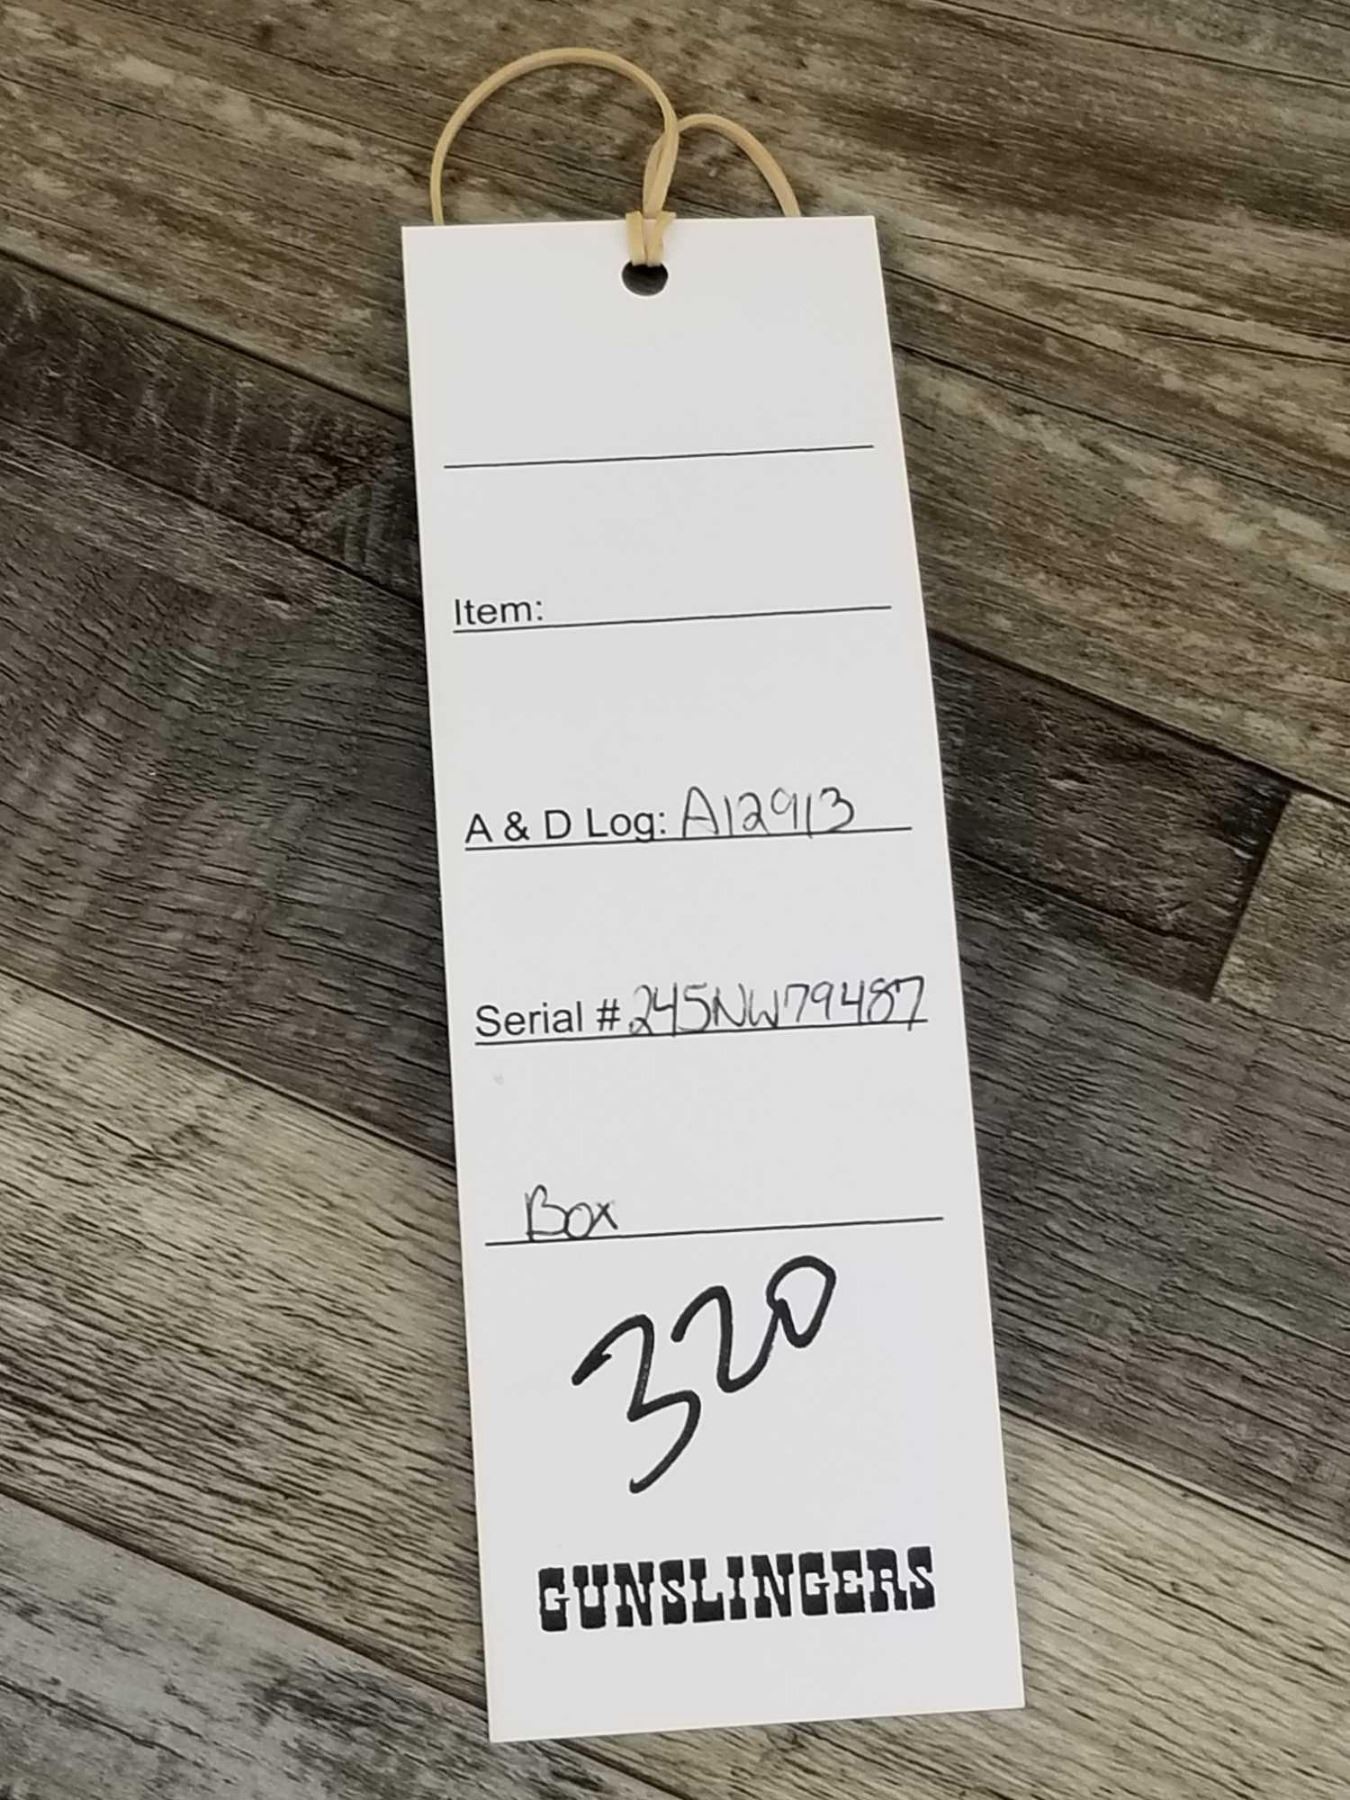 Item:
A & D Log: A12913
Serial # 245NW79487
Box
320
GUNSLINGERS